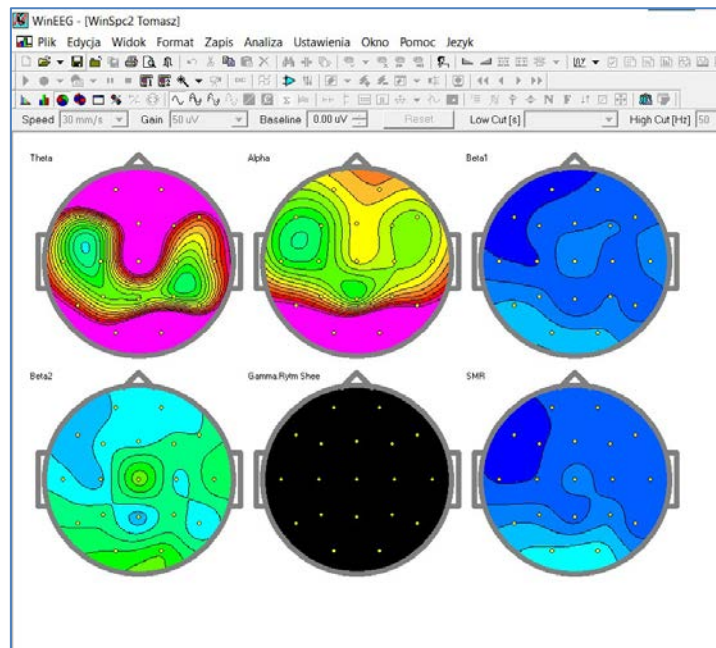 WinEEG - [WinSpc2 Tomasz]
Plik Edycja Widok Format Zapis Analiza Ustawienia Okno Pomoc Jezyk
Speed 30 mm/s Gain 50 uV Baseline 0.00 uV Reset Low Cut [s] High Cut [Hz] 50
Theta Alpha Beta1
Beta2 Gamma.Rytm Shee SMR